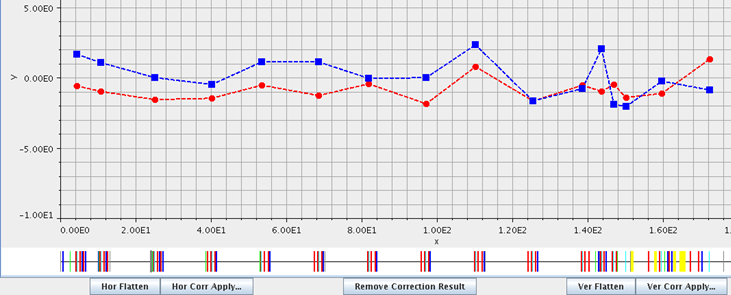 5.00E0
y
0.00E0
-5.00E0
-1.00E1
0.00E0 2.00E1 4.00E1 6.00E1 8.00E1 1.00E2 1.20E2 1.40E2 1.60E2 1.
x
Hor Flatten Hor Corr Apply... Remove Correction Result Ver Flatten Ver Corr Apply...